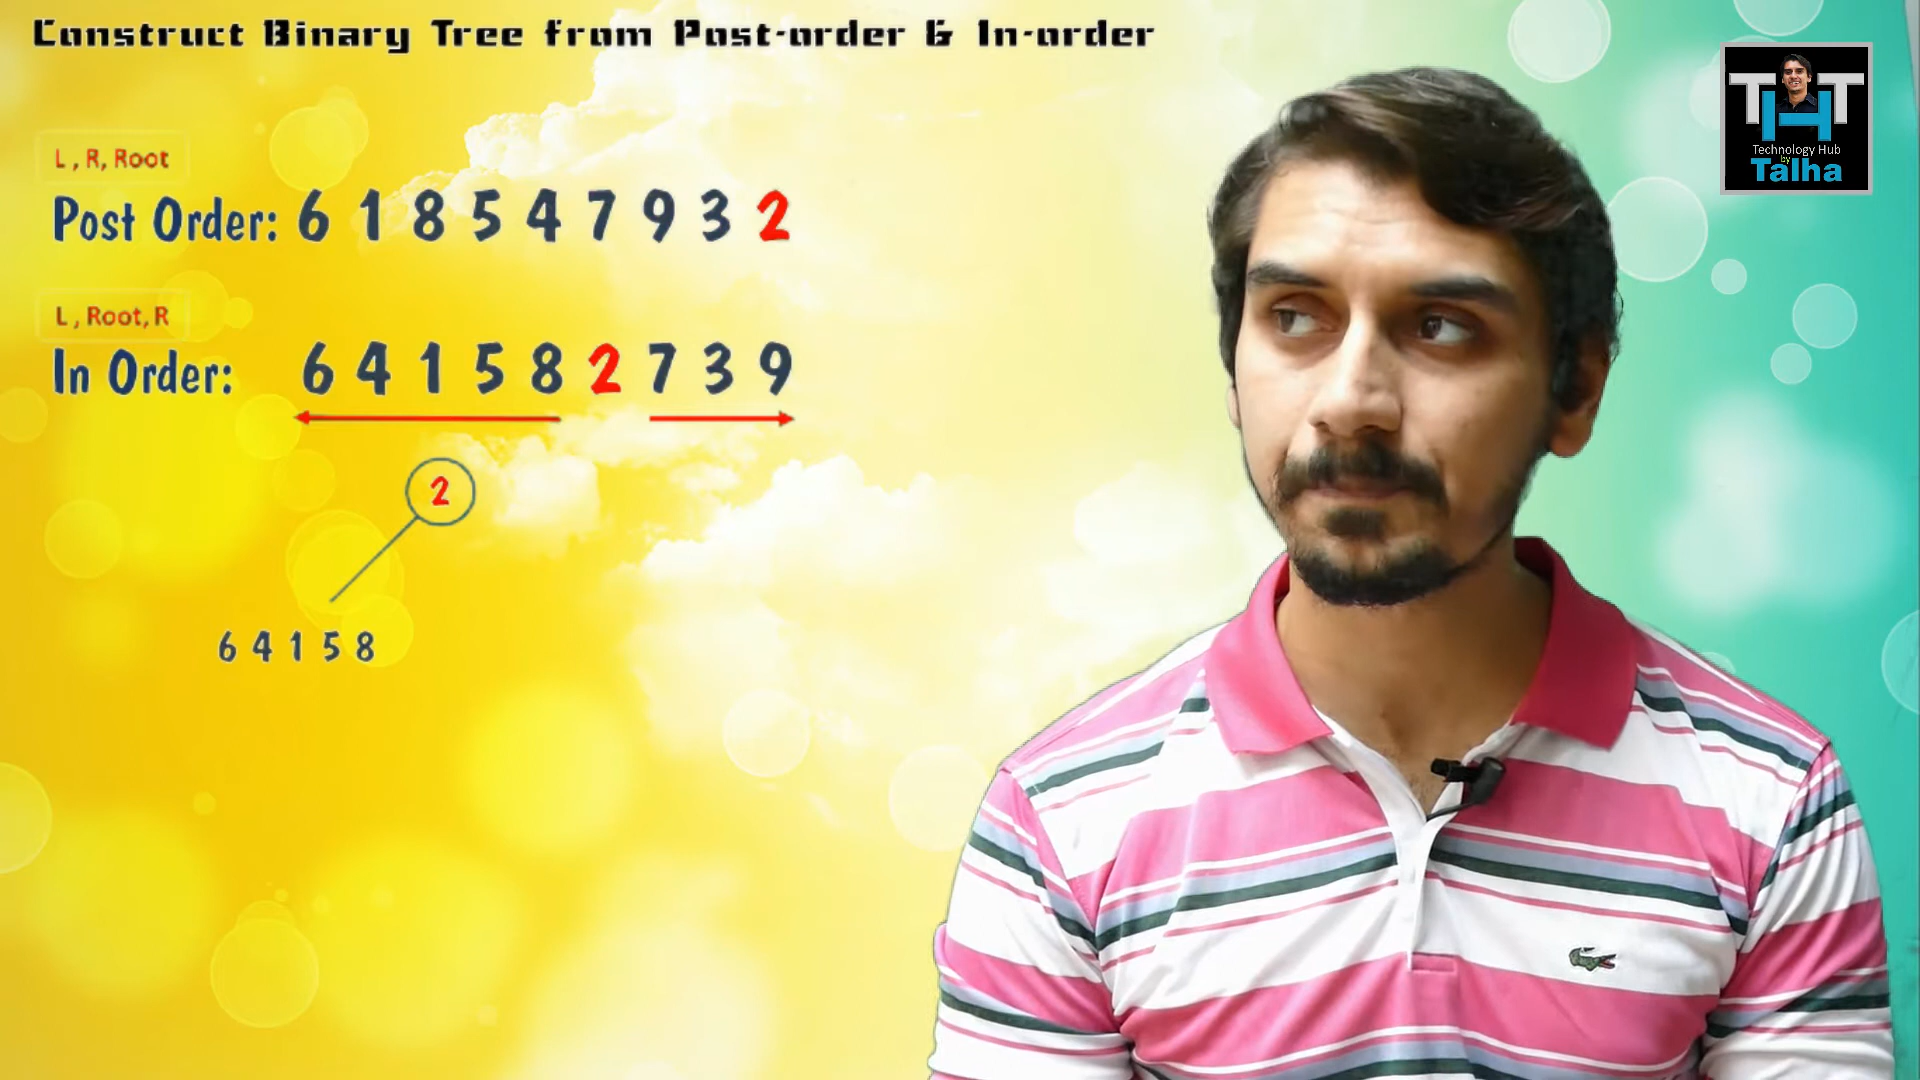 Construct Binary Tree from Post-order & In-order
L , R, Root
Post Order: 6 1 8 5 4 7 9 3 2
L , Root, R
In Order: 6 4 1 5 8 2 7 3 9
2
6 4 1 5 8
THT
Technology Hub
by
Talha